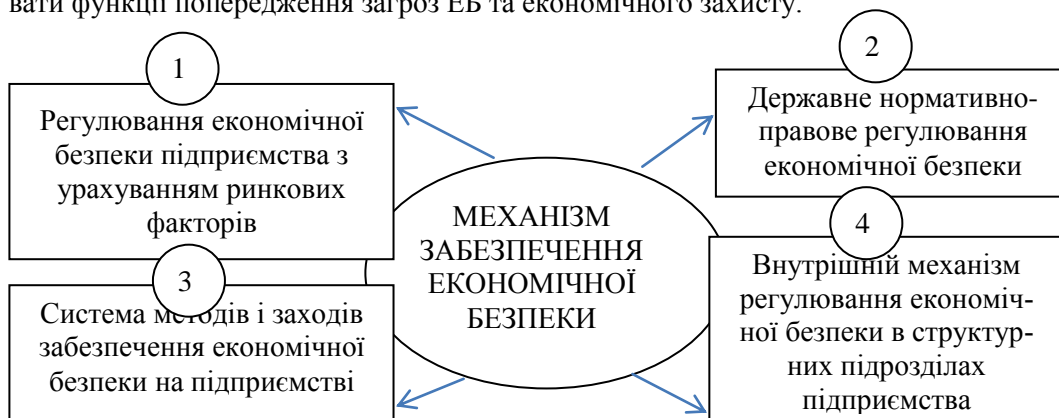 вати функції попередження загроз ЕБ та економічного захисту.
1
Регулювання економічної
безпеки підприємства з
урахуванням ринкових
факторів
2
Державне нормативно-
правове регулювання
економічної безпеки
МЕХАНІЗМ
ЗАБЕЗПЕЧЕННЯ
ЕКОНОМІЧНОЇ
БЕЗПЕКИ
3
Система методів і заходів
забезпечення економічної
безпеки на підприємстві
4
Внутрішній механізм
регулювання економіч-
ної безпеки в структур-
них підрозділах
підприємства